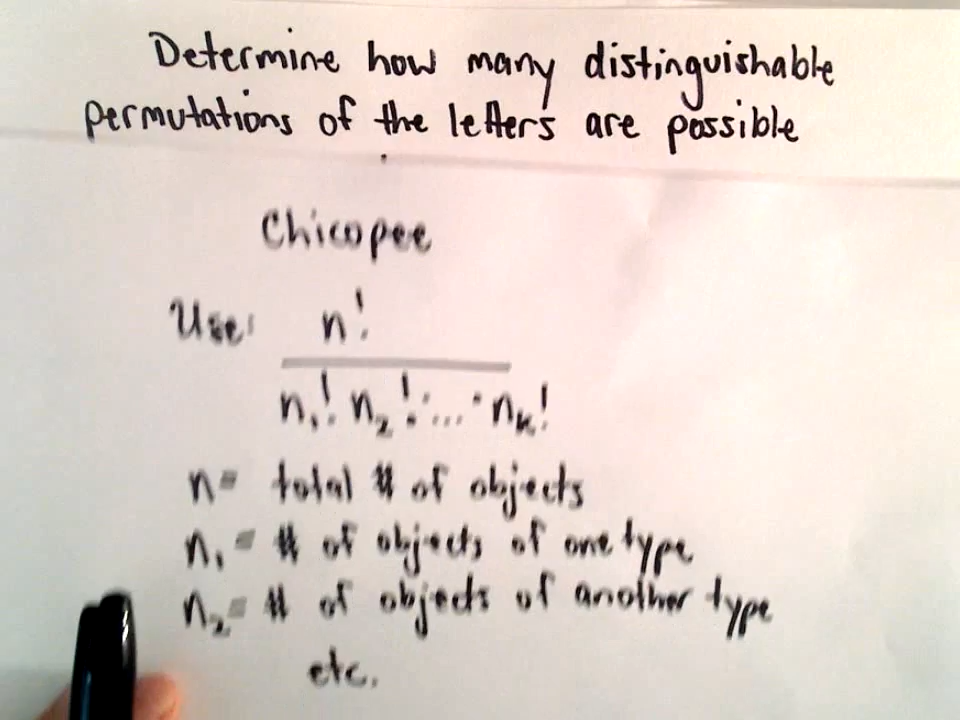 Determine how many distinguishable
permutations of the letters are possible
Chicopee
Use: n!
n₁! n₂! · ... · nₖ!
n = total # of objects
n₁ = # of objects of one type
n₂ = # of objects of another type
etc.